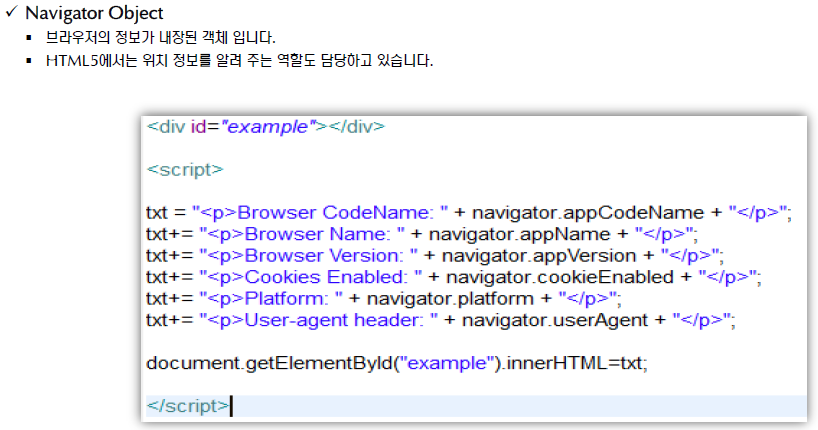 ✓ Navigator Object
▪ 브라우저의 정보가 내장된 객체 입니다.
▪ HTML5에서는 위치 정보를 알려 주는 역할도 담당하고 있습니다.
<div id="example"></div>
<script>
txt = "<p>Browser CodeName: " + navigator.appCodeName + "</p>";
txt+= "<p>Browser Name: " + navigator.appName + "</p>";
txt+= "<p>Browser Version: " + navigator.appVersion + "</p>";
txt+= "<p>Cookies Enabled: " + navigator.cookieEnabled + "</p>";
txt+= "<p>Platform: " + navigator.platform + "</p>";
txt+= "<p>User-agent header: " + navigator.userAgent + "</p>";
document.getElementById("example").innerHTML=txt;
</script>